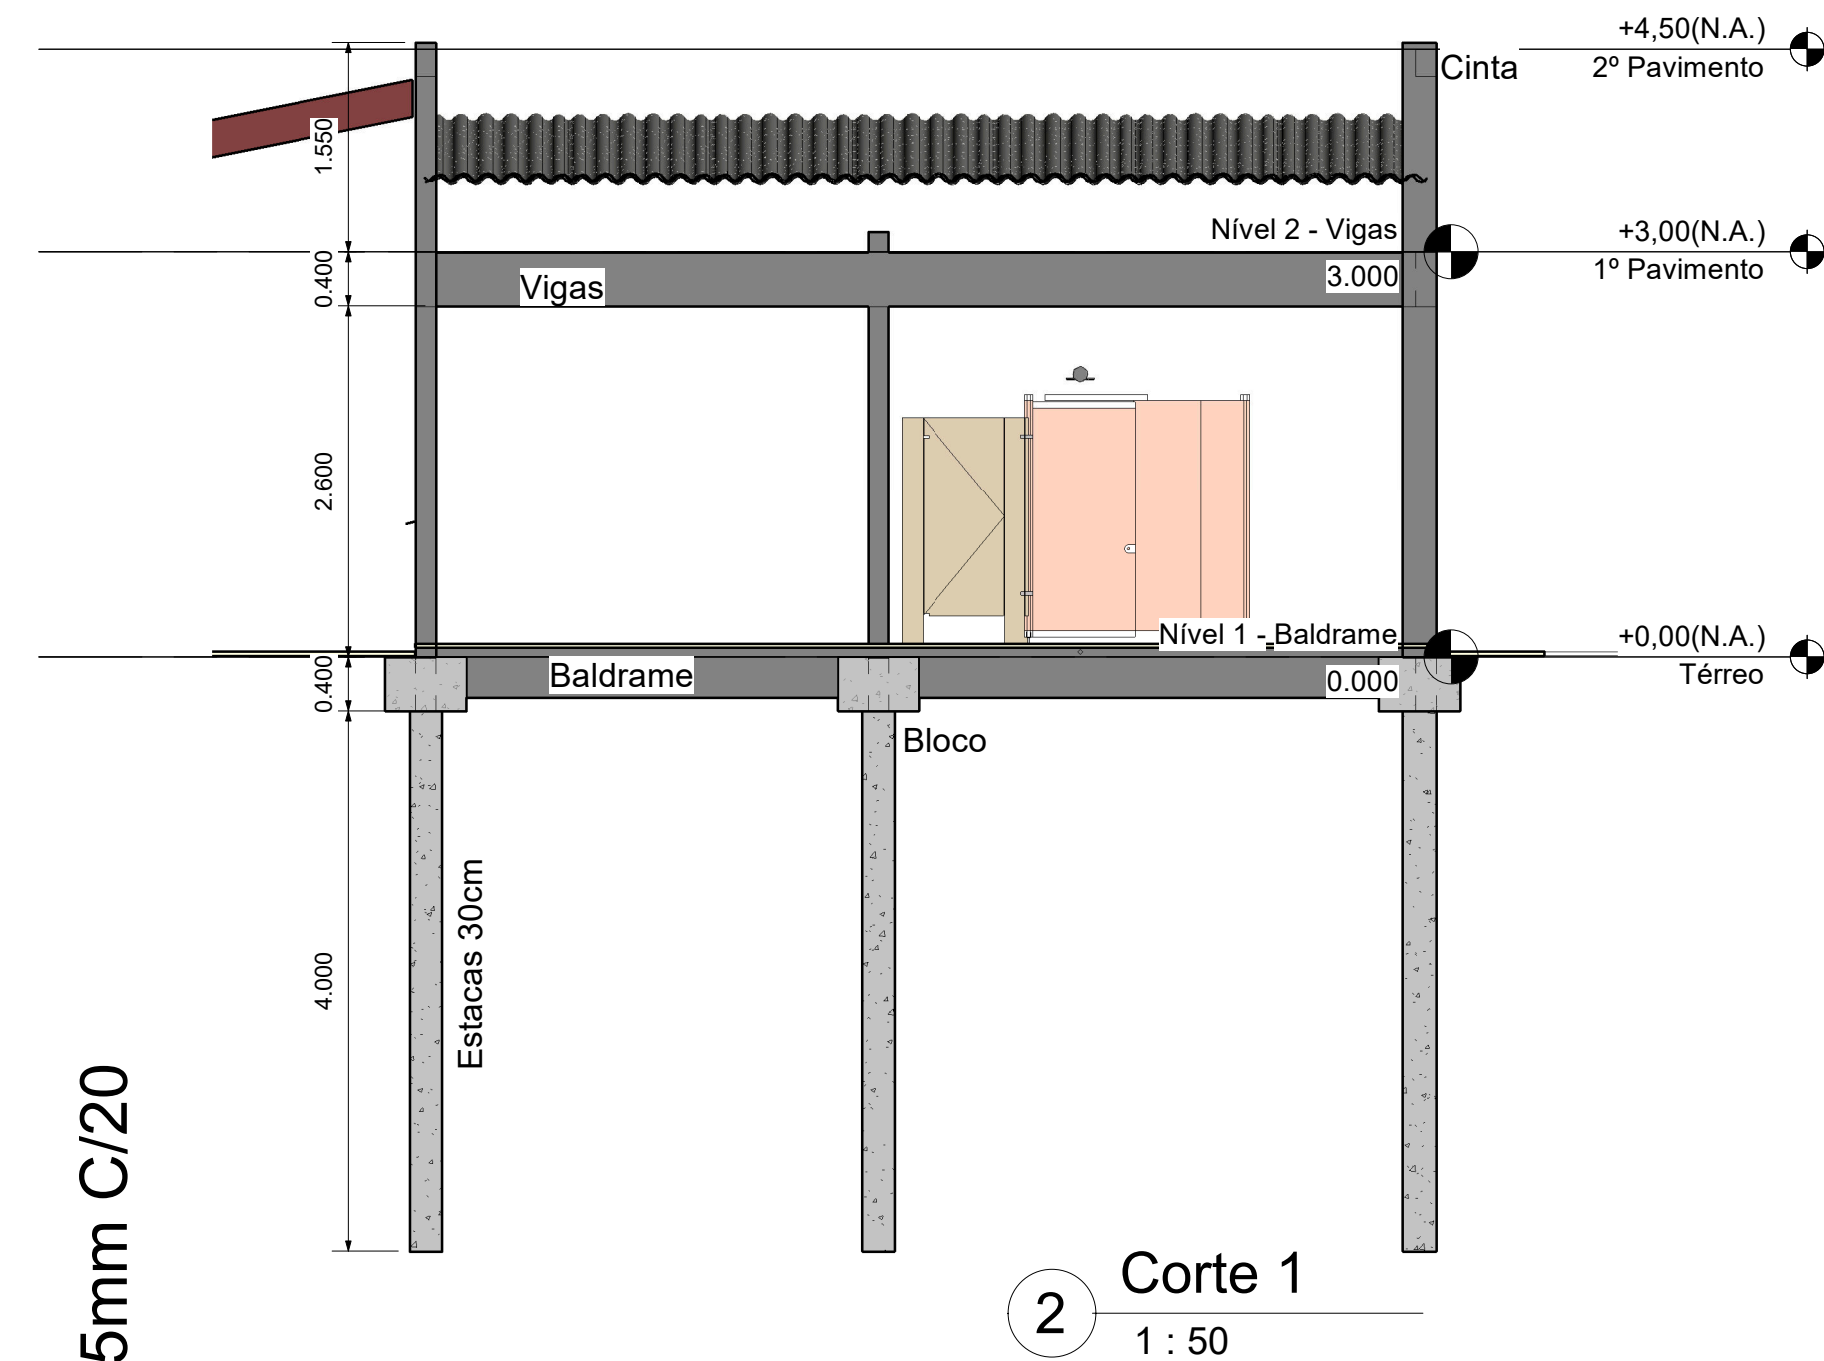 +4,50(N.A.)
Cinta
2º Pavimento
1.550
Nível 2 - Vigas
+3,00(N.A.)
0.400
Vigas
3.000
1º Pavimento
2.600
Nível 1 - Baldrame
+0,00(N.A.)
0.400
Baldrame
0.000
Térreo
Bloco
Estacas 30cm
4.000
5mm C/20
2
Corte 1
1 : 50